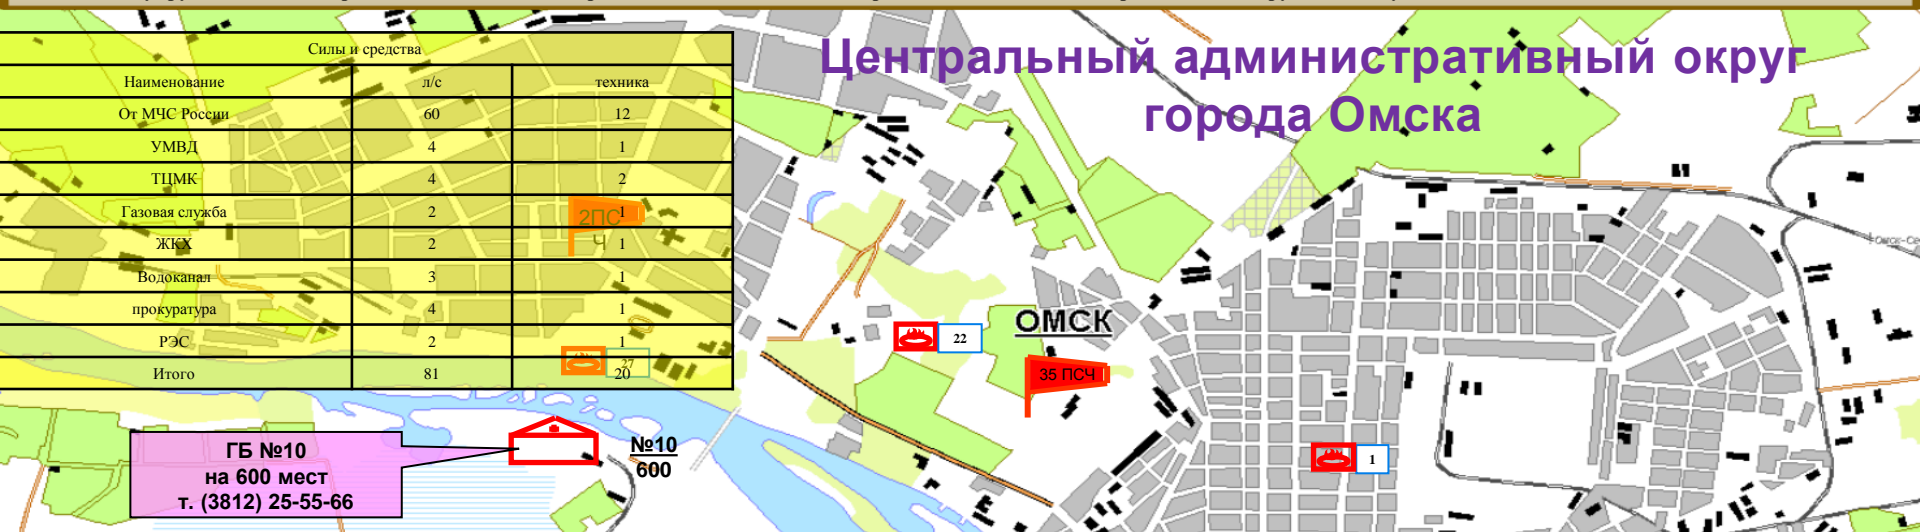 Центральный административный округ
города Омска
Силы и средства
Наименование л/с техника
От МЧС России 60 12
УМВД 4 1
ТЦМК 4 2
Газовая служба 2 1
ЖКХ 2 1
Водоканал 3 1
прокуратура 4 1
РЭС 2 1
Итого 81 20
2ПС
Ч
27
22
ОМСК
35 ПСЧ
1
ГБ №10
на 600 мест
т. (3812) 25-55-66
№10
600